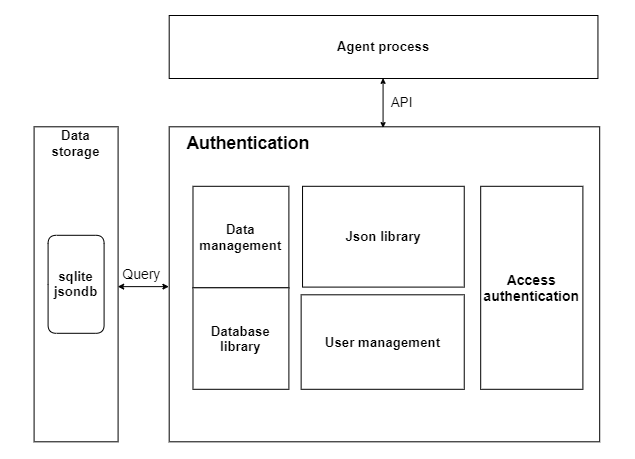 Agent process
API
Data
storage
Authentication
Data
management
Json library
sqlite
jsondb
Query
Access
authentication
Database
library
User management